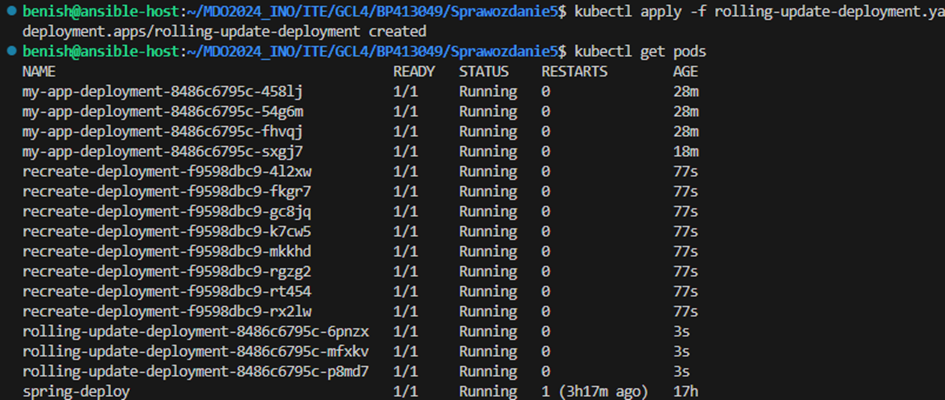 benish@ansible-host:~/MDO2024_INO/ITE/GCL4/BP413049/Sprawozdanie5$ kubectl apply -f rolling-update-deployment.ya
deployment.apps/rolling-update-deployment created
benish@ansible-host:~/MDO2024_INO/ITE/GCL4/BP413049/Sprawozdanie5$ kubectl get pods
NAME READY STATUS RESTARTS AGE
my-app-deployment-8486c6795c-458lj 1/1 Running 0 28m
my-app-deployment-8486c6795c-54g6m 1/1 Running 0 28m
my-app-deployment-8486c6795c-fhvqj 1/1 Running 0 28m
my-app-deployment-8486c6795c-sxgj7 1/1 Running 0 18m
recreate-deployment-f9598dbc9-4l2xw 1/1 Running 0 77s
recreate-deployment-f9598dbc9-fkgr7 1/1 Running 0 77s
recreate-deployment-f9598dbc9-gc8jq 1/1 Running 0 77s
recreate-deployment-f9598dbc9-k7cw5 1/1 Running 0 77s
recreate-deployment-f9598dbc9-mkkhd 1/1 Running 0 77s
recreate-deployment-f9598dbc9-rgzg2 1/1 Running 0 77s
recreate-deployment-f9598dbc9-rt454 1/1 Running 0 77s
recreate-deployment-f9598dbc9-rx2lw 1/1 Running 0 77s
rolling-update-deployment-8486c6795c-6pnzx 1/1 Running 0 3s
rolling-update-deployment-8486c6795c-mfxkv 1/1 Running 0 3s
rolling-update-deployment-8486c6795c-p8md7 1/1 Running 0 3s
spring-deploy 1/1 Running 1 (3h17m ago) 17h